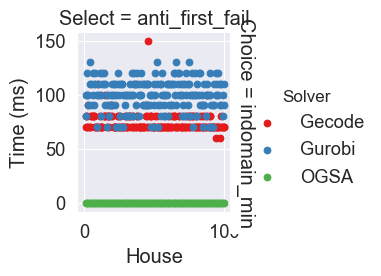 Select = anti_first_fail
Choice = indomain_min
Time (ms)
150
100
50
0
0
House
Solver
Gecode
Gurobi
OGSA